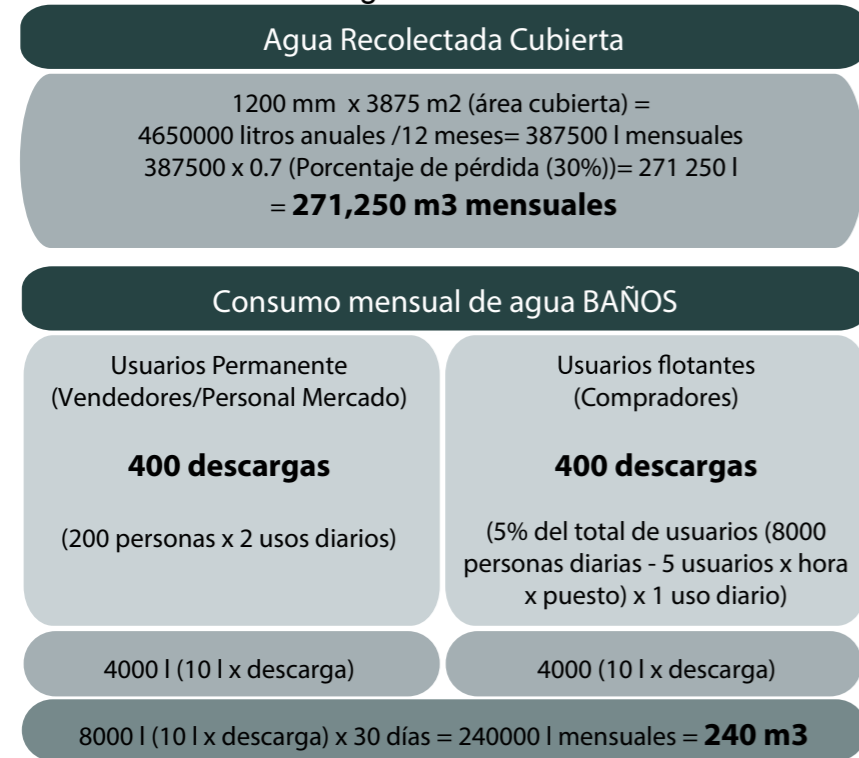 Agua Recolectada Cubierta
1200 mm x 3875 m2 (área cubierta) =
4650000 litros anuales /12 meses= 387500 l mensuales
387500 x 0.7 (Porcentaje de pérdida (30%))= 271 250 l
= 271,250 m3 mensuales
Consumo mensual de agua BAÑOS
Usuarios Permanente
(Vendedores/Personal Mercado)
400 descargas
(200 personas x 2 usos diarios)
Usuarios flotantes
(Compradores)
400 descargas
(5% del total de usuarios (8000
personas diarias - 5 usuarios x hora
x puesto) x 1 uso diario)
4000 l (10 l x descarga)
4000 (10 l x descarga)
8000 l (10 l x descarga) x 30 días = 240000 l mensuales = 240 m3